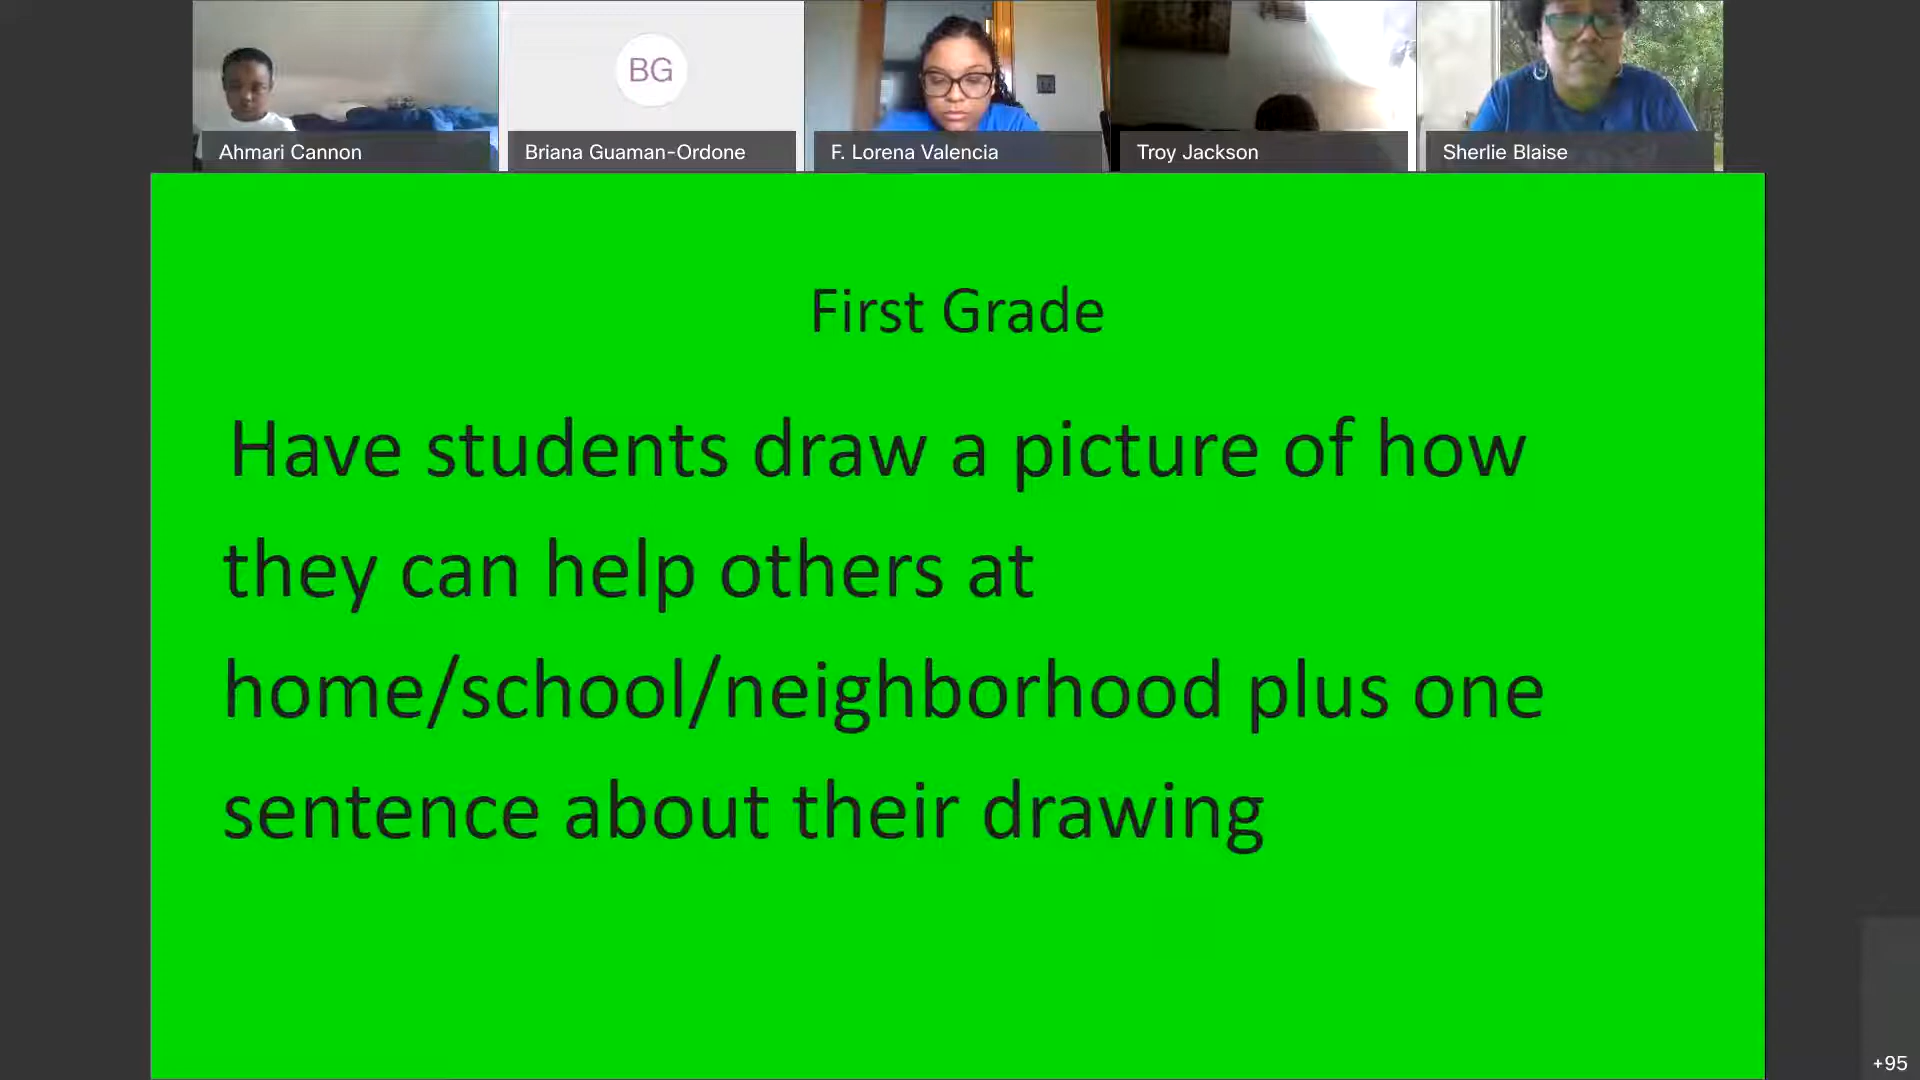 BG
Ahmari Cannon
Briana Guaman-Ordone
F. Lorena Valencia
Troy Jackson
Sherlie Blaise
First Grade
Have students draw a picture of how
they can help others at
home/school/neighborhood plus one
sentence about their drawing
+95